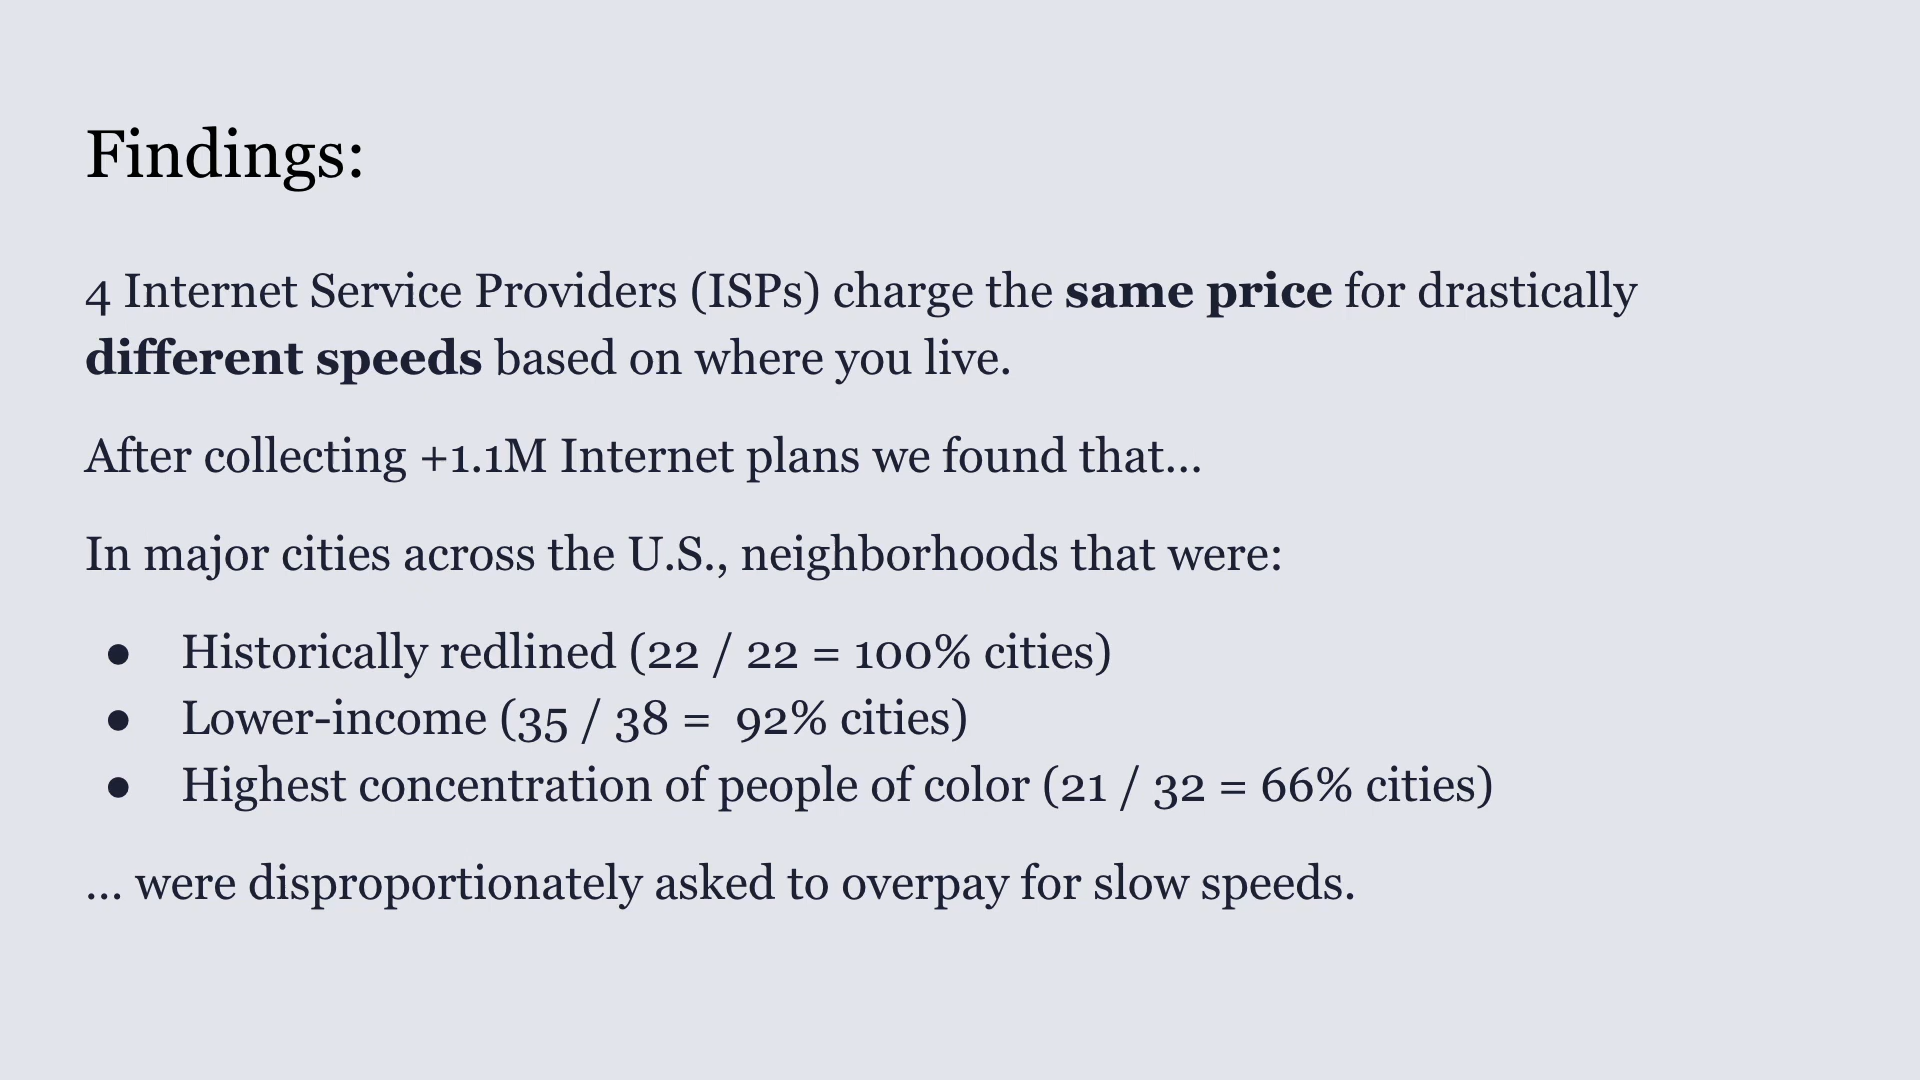 Findings:
4 Internet Service Providers (ISPs) charge the same price for drastically
different speeds based on where you live.
After collecting +1.1M Internet plans we found that...
In major cities across the U.S., neighborhoods that were:
● Historically redlined (22 / 22 = 100% cities)
● Lower-income (35 / 38 =  92% cities)
● Highest concentration of people of color (21 / 32 = 66% cities)
... were disproportionately asked to overpay for slow speeds.